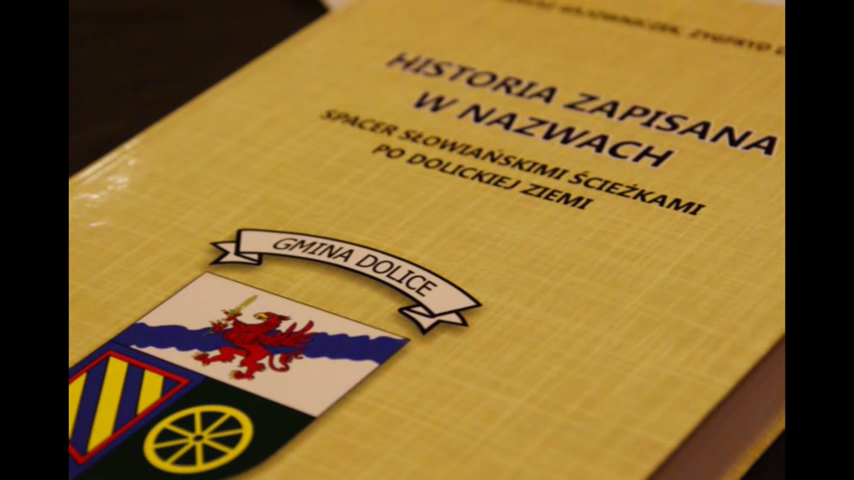 HISTORIA ZAPISANA
W NAZWACH
SPACER SŁOWIAŃSKIMI ŚCIEŻKAMI
PO DOLICKIEJ ZIEMI
GMINA DOLICE